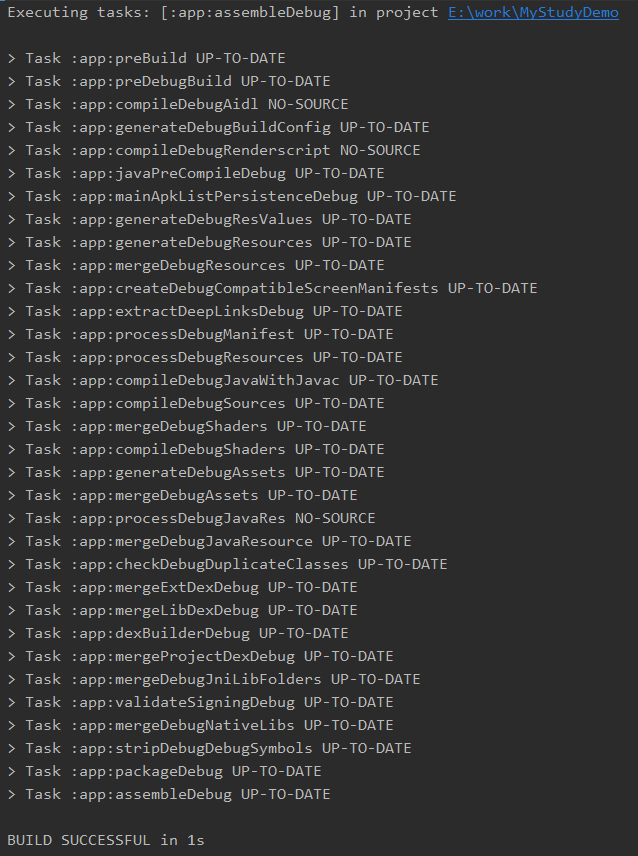 Executing tasks: [:app:assembleDebug] in project E:\work\MyStudyDemo
> Task :app:preBuild UP-TO-DATE
> Task :app:preDebugBuild UP-TO-DATE
> Task :app:compileDebugAidl NO-SOURCE
> Task :app:generateDebugBuildConfig UP-TO-DATE
> Task :app:compileDebugRenderscript NO-SOURCE
> Task :app:javaPreCompileDebug UP-TO-DATE
> Task :app:mainApkListPersistenceDebug UP-TO-DATE
> Task :app:generateDebugResValues UP-TO-DATE
> Task :app:generateDebugResources UP-TO-DATE
> Task :app:mergeDebugResources UP-TO-DATE
> Task :app:createDebugCompatibleScreenManifests UP-TO-DATE
> Task :app:extractDeepLinksDebug UP-TO-DATE
> Task :app:processDebugManifest UP-TO-DATE
> Task :app:processDebugResources UP-TO-DATE
> Task :app:compileDebugJavaWithJavac UP-TO-DATE
> Task :app:compileDebugSources UP-TO-DATE
> Task :app:mergeDebugShaders UP-TO-DATE
> Task :app:compileDebugShaders UP-TO-DATE
> Task :app:generateDebugAssets UP-TO-DATE
> Task :app:mergeDebugAssets UP-TO-DATE
> Task :app:processDebugJavaRes NO-SOURCE
> Task :app:mergeDebugJavaResource UP-TO-DATE
> Task :app:checkDebugDuplicateClasses UP-TO-DATE
> Task :app:mergeExtDexDebug UP-TO-DATE
> Task :app:mergeLibDexDebug UP-TO-DATE
> Task :app:dexBuilderDebug UP-TO-DATE
> Task :app:mergeProjectDexDebug UP-TO-DATE
> Task :app:mergeDebugJniLibFolders UP-TO-DATE
> Task :app:validateSigningDebug UP-TO-DATE
> Task :app:mergeDebugNativeLibs UP-TO-DATE
> Task :app:stripDebugDebugSymbols UP-TO-DATE
> Task :app:packageDebug UP-TO-DATE
> Task :app:assembleDebug UP-TO-DATE
BUILD SUCCESSFUL in 1s